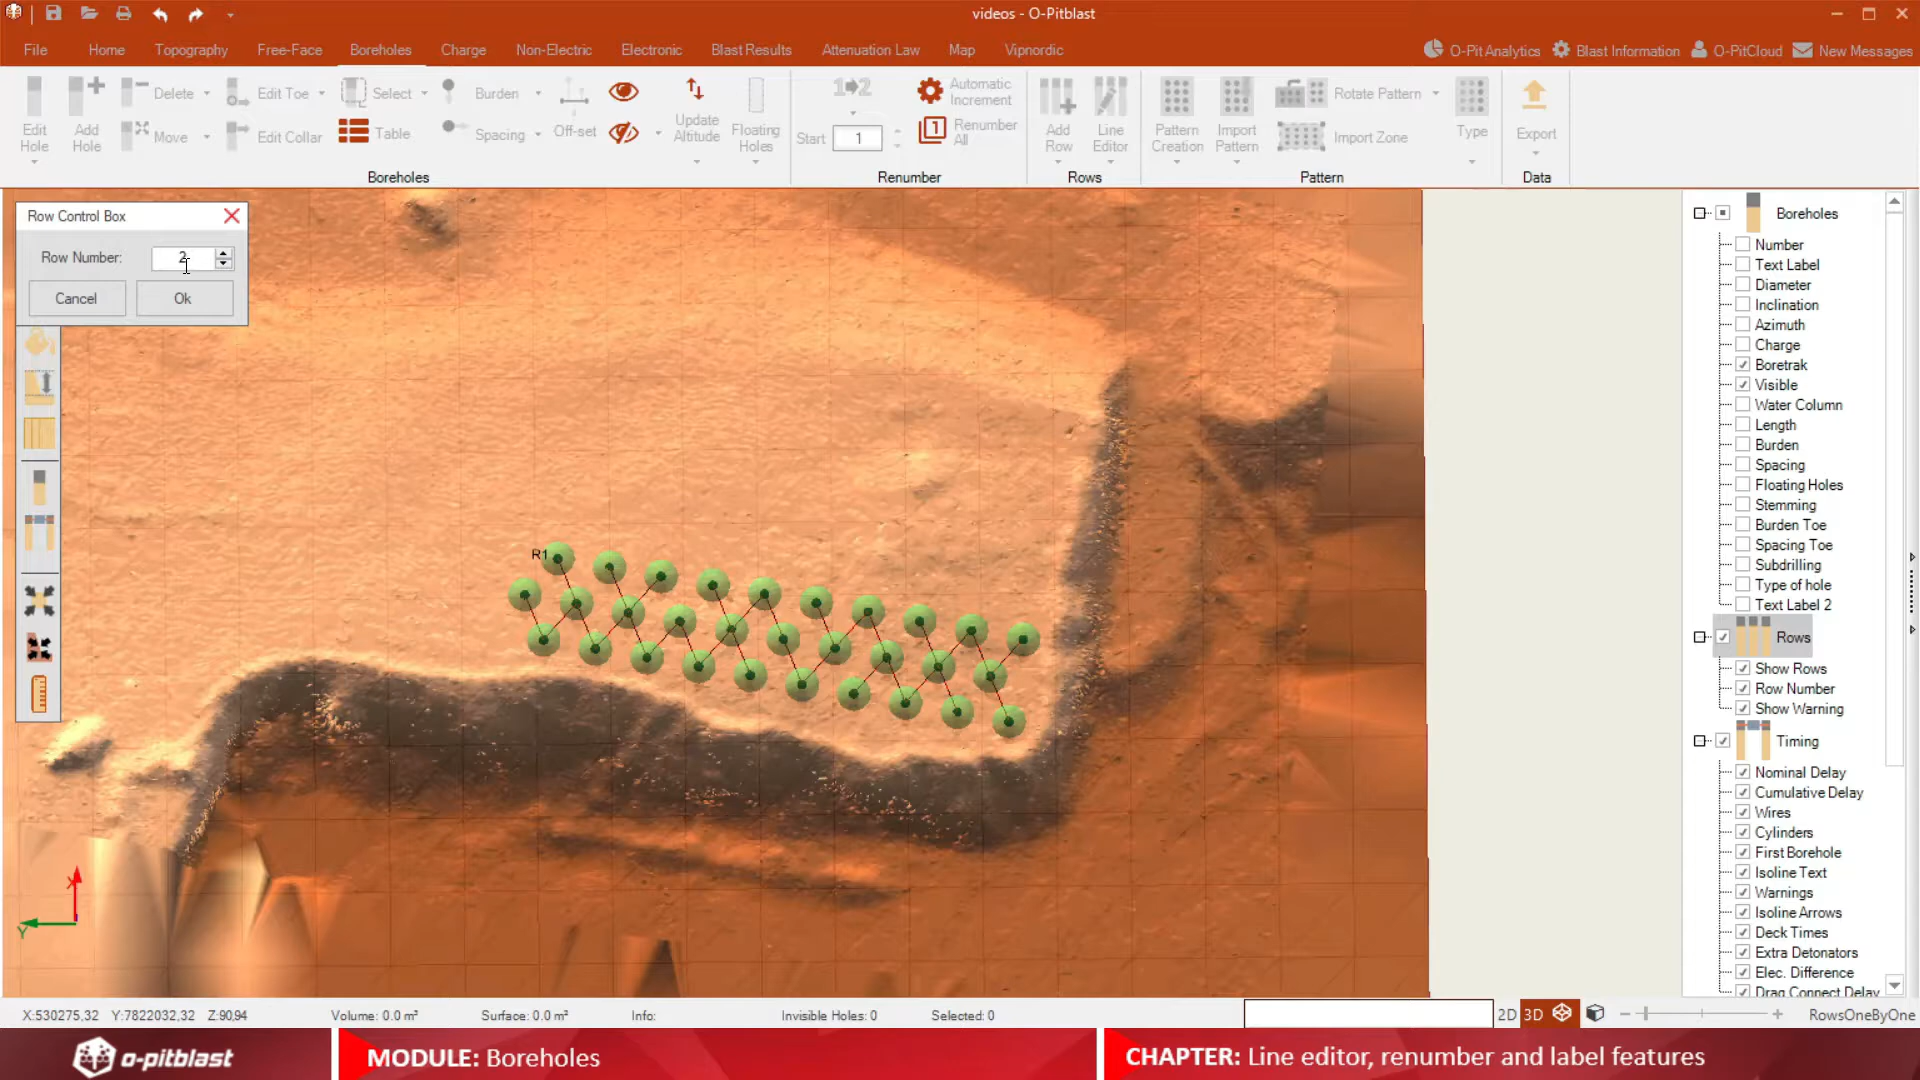 videos - O-Pitblast
File Home Topography Free-Face Boreholes Charge Non-Electric Electronic Blast Results Attenuation Law Map Vipnordic O-Pit Analytics Blast Information O-PitCloud New Messages
Edit Hole
Add Hole
Delete
Move
Edit Toe
Edit Collar
Select
Table
Burden
Spacing
Off-set
Update Altitude
Floating Holes
Boreholes
1 2
Start 1
Automatic Increment
1 Renumber All
Renumber
Add Row
Line Editor
Rows
Pattern Creation
Import Pattern
Rotate Pattern
Import Zone
Type
Pattern
Export
Data
Row Control Box
Row Number: 2
Cancel Ok
R1
X
Y
Boreholes
Number
Text Label
Diameter
Inclination
Azimuth
Charge
Boretrak
Visible
Water Column
Length
Burden
Spacing
Floating Holes
Stemming
Burden Toe
Spacing Toe
Subdrilling
Type of hole
Text Label 2
Rows
Show Rows
Row Number
Show Warning
Timing
Nominal Delay
Cumulative Delay
Wires
Cylinders
First Borehole
Isoline Text
Warnings
Isoline Arrows
Deck Times
Extra Detonators
Elec. Difference
Drag Connect Delay
X:530275,32 Y:7822032,32 Z:90,94 Volume: 0.0 m³ Surface: 0.0 m² Info: Invisible Holes: 0 Selected: 0 2D 3D RowsOneByOne
o-pitblast
MODULE: Boreholes
CHAPTER: Line editor, renumber and label features